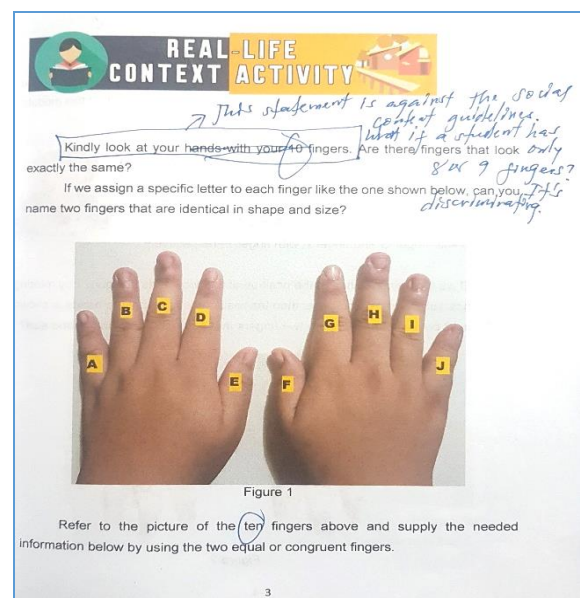 REAL-LIFE
CONTEXT ACTIVITY
This statement is against the social
content guidelines.
What if a student has
only
Kindly look at your hands with your 10 fingers. Are there fingers that look
8 or 9 fingers?
exactly the same?
If we assign a specific letter to each finger like the one shown below, can you
It's
name two fingers that are identical in shape and size?
discriminating.
A
B
C
D
E
F
G
H
I
J
Figure 1
Refer to the picture of the ten fingers above and supply the needed
information below by using the two equal or congruent fingers.
3